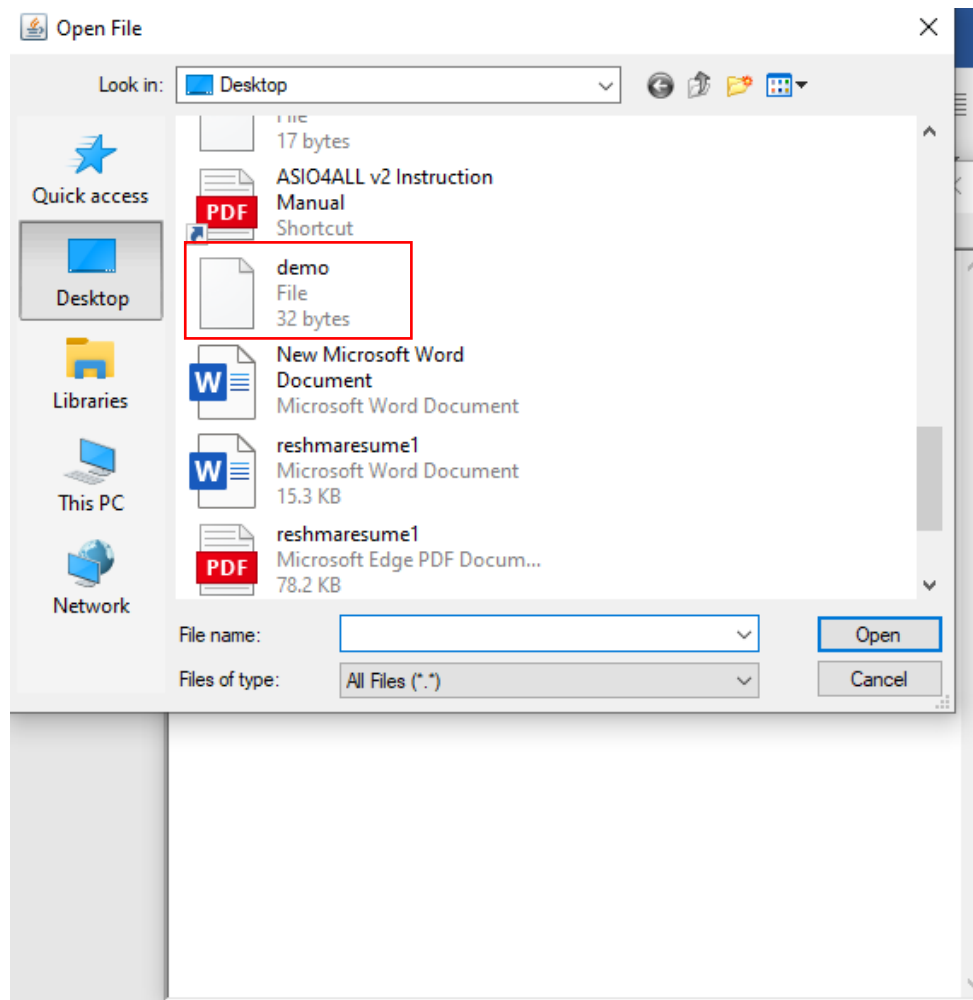 Open File
Look in:
Desktop
Quick access
Desktop
Libraries
This PC
Network
File
17 bytes
PDF
ASIO4ALL v2 Instruction
Manual
Shortcut
demo
File
32 bytes
W
New Microsoft Word
Document
Microsoft Word Document
W
reshmaresume1
Microsoft Word Document
15.3 KB
PDF
reshmaresume1
Microsoft Edge PDF Docum...
78.2 KB
File name:
Open
Files of type:
All Files (*.*)
Cancel